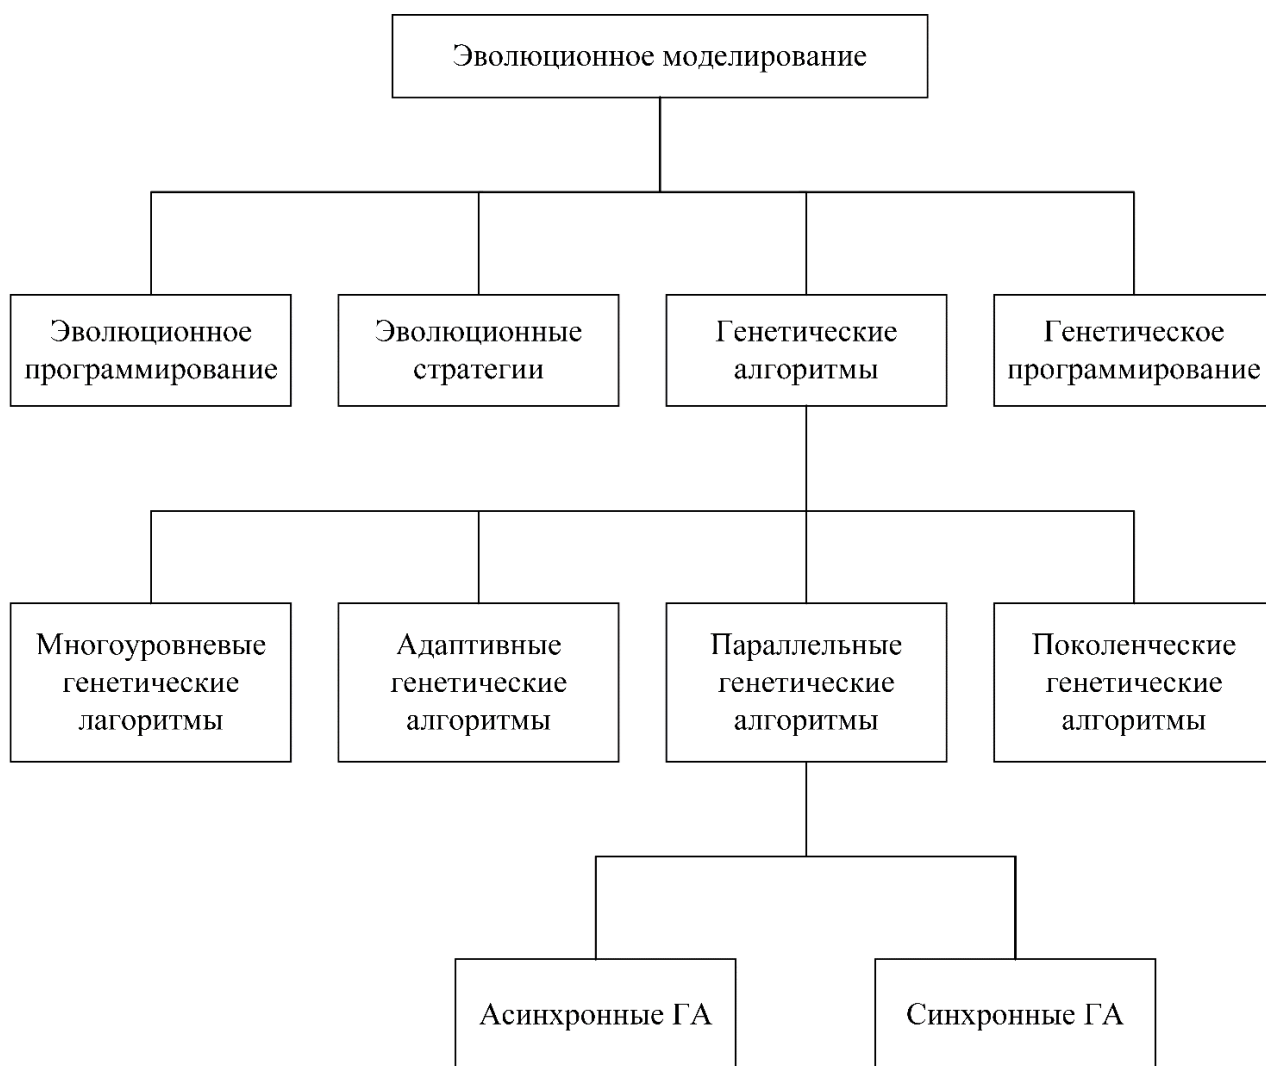 Эволюционное моделирование
Эволюционное
программирование
Эволюционные
стратегии
Генетические
алгоритмы
Генетическое
программирование
Многоуровневые
генетические
лагоритмы
Адаптивные
генетические
алгоритмы
Параллельные
генетические
алгоритмы
Поколенческие
генетические
алгоритмы
Асинхронные ГА
Синхронные ГА